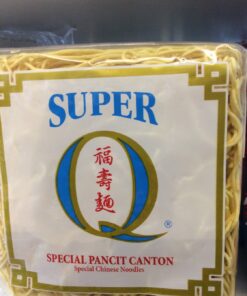 SUPER
Q
福
壽
麵
®
SPECIAL PANCIT CANTON
Special Chinese Noodles